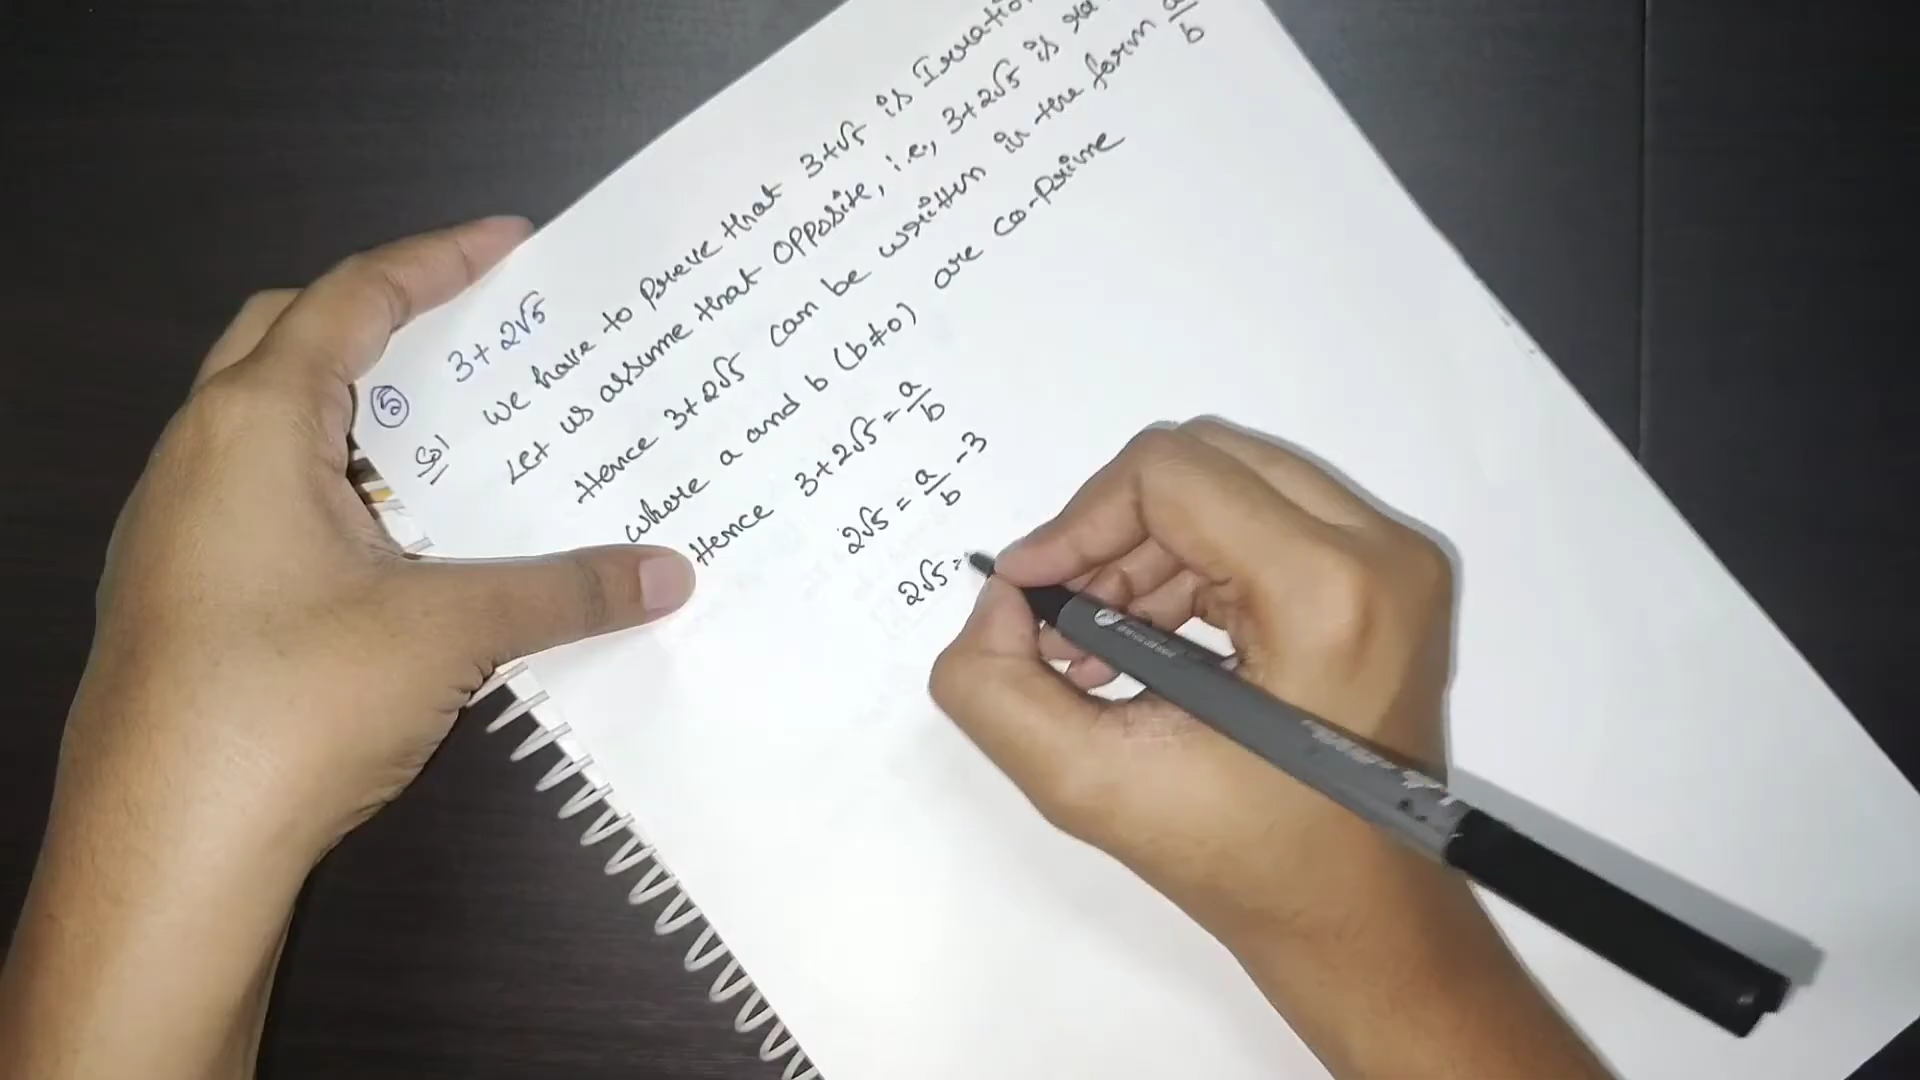 ⑤ 3+2√5
Sol We have to Prove that 3+√5 is
Let us assume that OPPosite, i.e, 3+2√5 is
Hence 3+2√5 can be written in the form a/b
where a and b (b≠0) are co-Prime
Hence 3+2√5 = a/b
2√5 = a/b -3
2√5 =